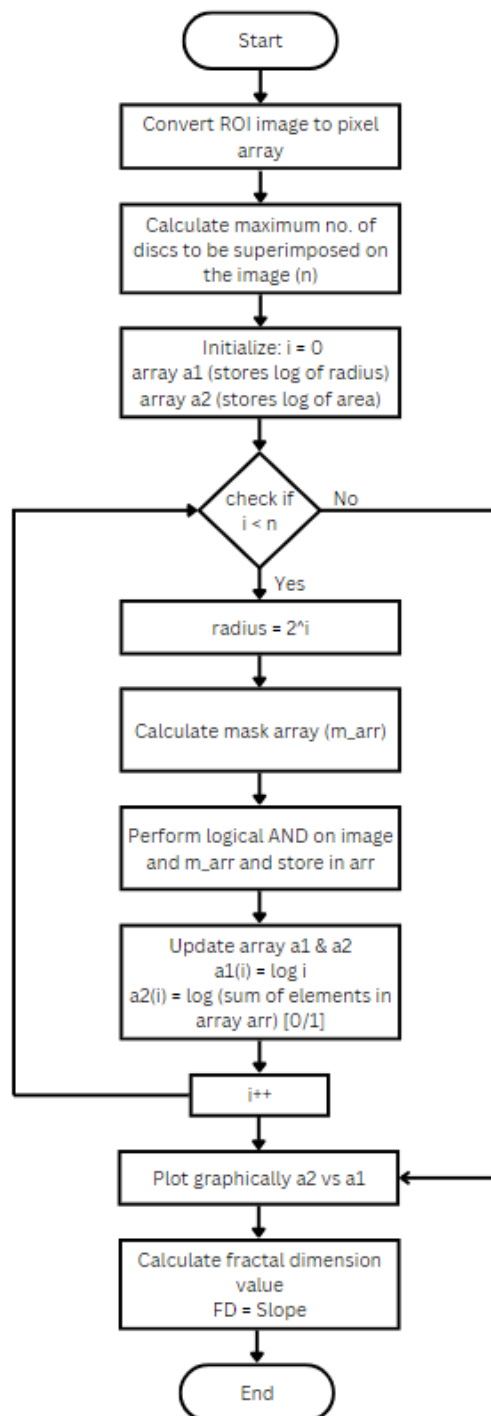 Start
Convert ROI image to pixel
array
Calculate maximum no. of
discs to be superimposed on
the image (n)
Initialize: i = 0
array a1 (stores log of radius)
array a2 (stores log of area)
check if
i < n
No
Yes
radius = 2^i
Calculate mask array (m_arr)
Perform logical AND on image
and m_arr and store in arr
Update array a1 & a2
a1(i) = log i
a2(i) = log (sum of elements in
array arr) [0/1]
i++
Plot graphically a2 vs a1
Calculate fractal dimension
value
FD = Slope
End